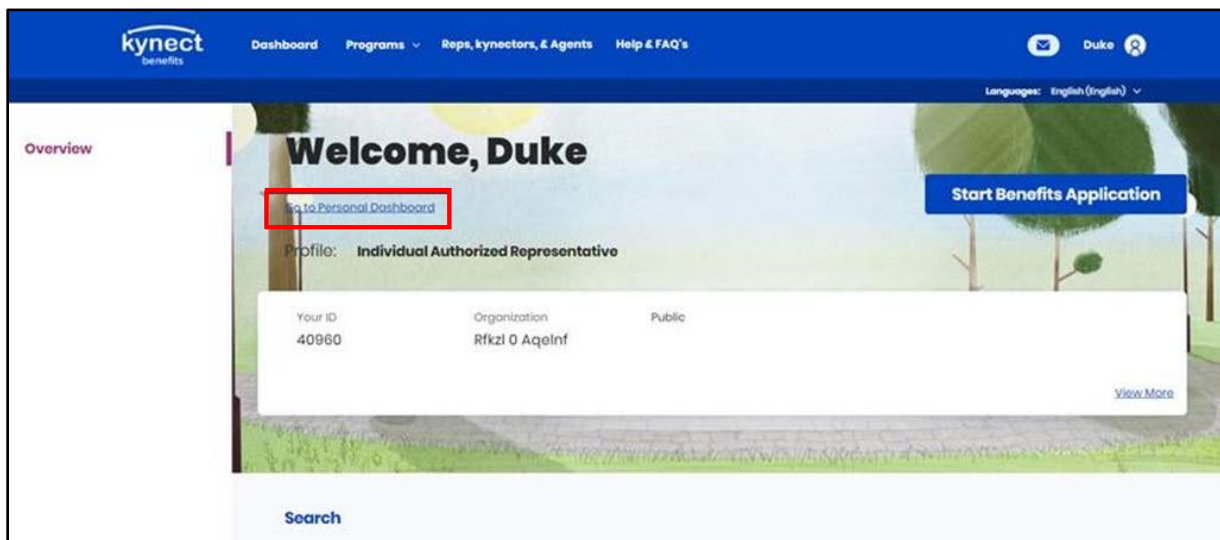 kynect
benefits
Dashboard Programs Reps, kynectors, & Agents Help & FAQ's Duke
Languages: English (English)
Overview
Welcome, Duke
Go to Personal Dashboard
Start Benefits Application
Profile: Individual Authorized Representative
Your ID Organization Public
40960 Rfkzl 0 Aqelnf
View More
Search